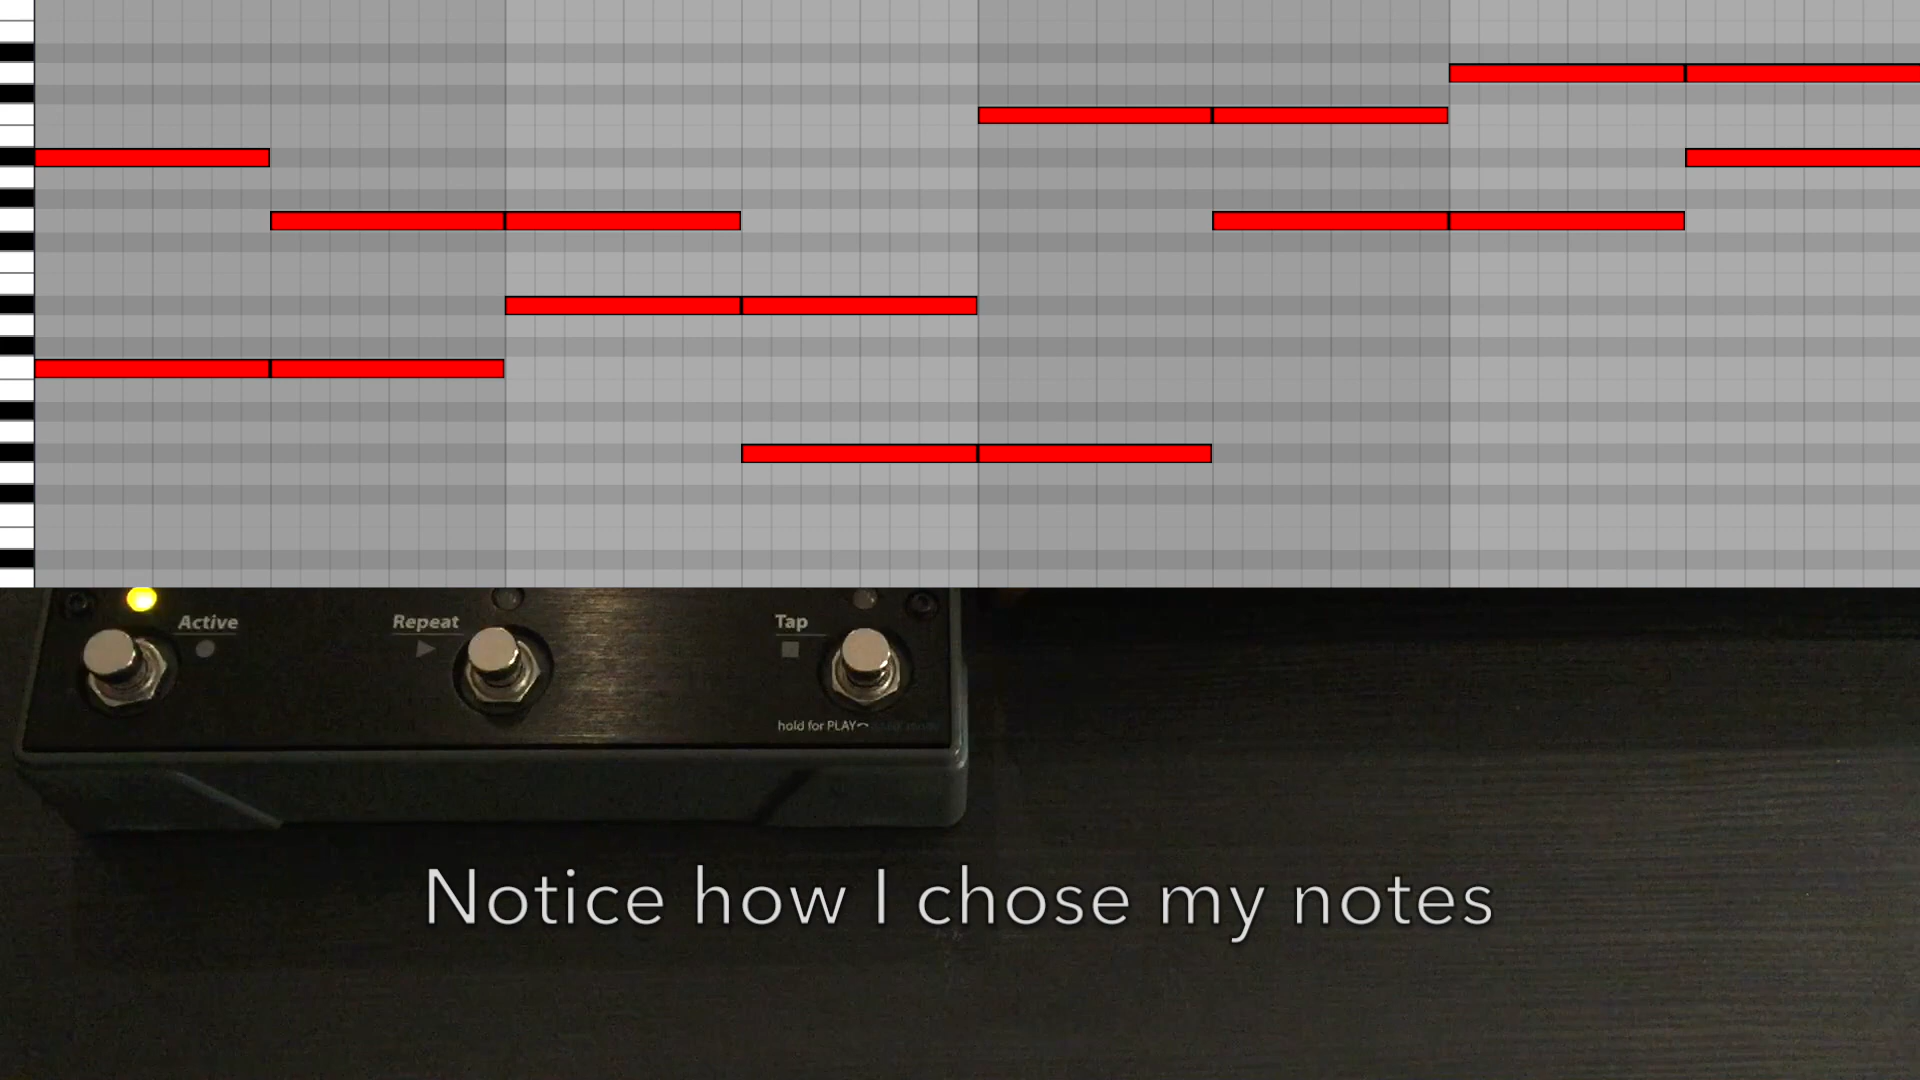 Active
Repeat
Tap
hold for PLAY
Notice how I chose my notes